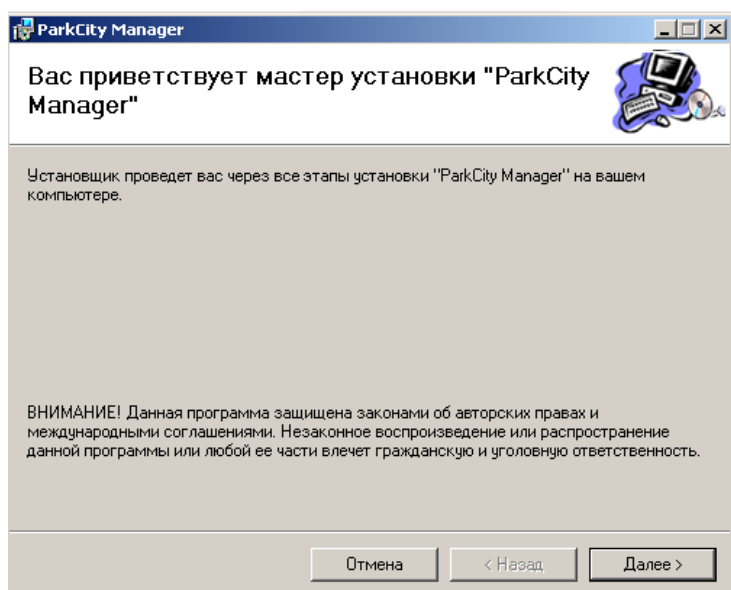 ParkCity Manager
Вас приветствует мастер установки "ParkCity
Manager"
Установщик проведет вас через все этапы установки "ParkCity Manager" на вашем
компьютере.
ВНИМАНИЕ! Данная программа защищена законами об авторских правах и
международными соглашениями. Незаконное воспроизведение или распространение
данной программы или любой ее части влечет гражданскую и уголовную ответственность.
Отмена
< Назад
Далее >